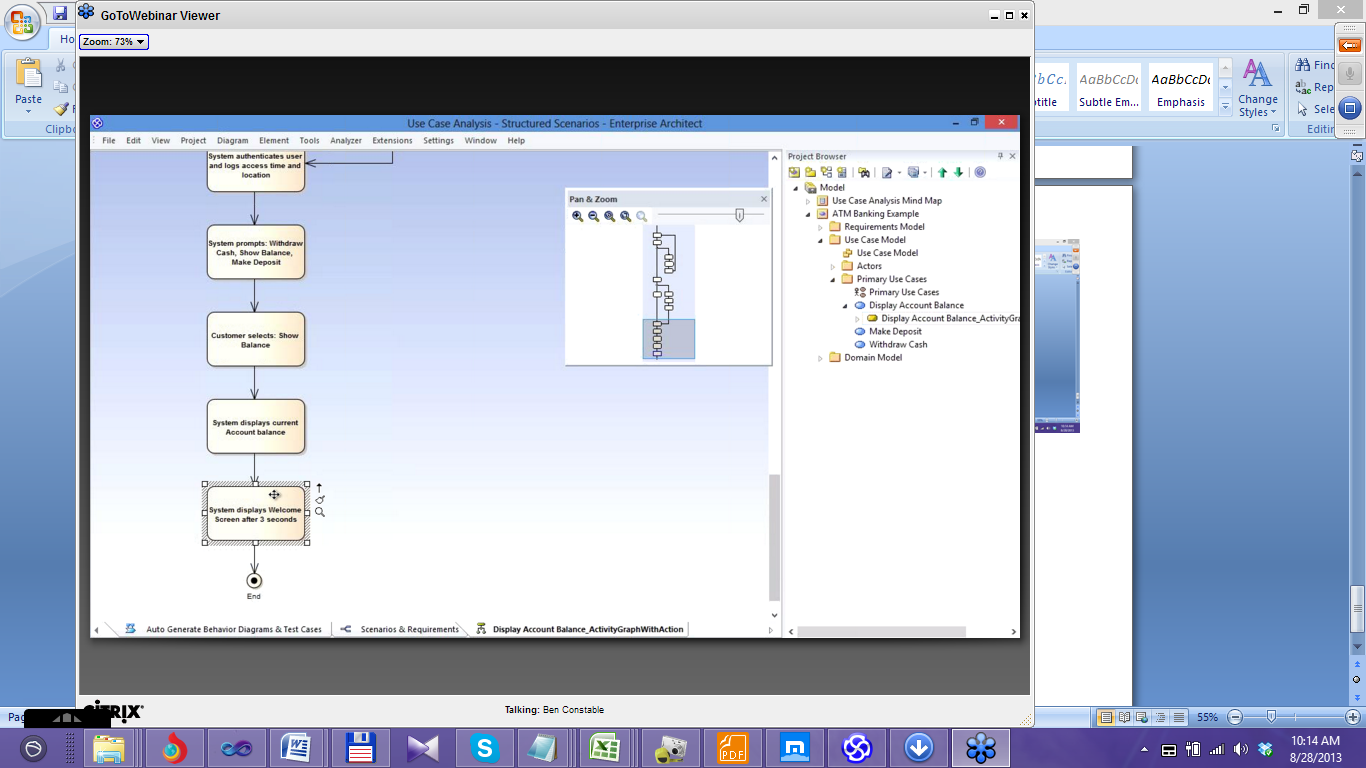 GoToWebinar Viewer
Zoom: 73%
Paste
Subtle Em...
Emphasis
Change
Styles
AaBbCcDc
AaBbCcDc
Use Case Analysis - Structured Scenarios - Enterprise Architect
File Edit View Project Diagram Element Tools Analyzer Extensions Settings Window Help
System authenticates user
and logs access time and
location
System prompts: Withdraw
Cash, Show Balance,
Make Deposit
Customer selects: Show
Balance
System displays current
Account balance
System displays Welcome
Screen after 3 seconds
End
Pan & Zoom
Project Browser
Model
Use Case Analysis Mind Map
ATM Banking Example
Requirements Model
Use Case Model
Use Case Model
Actors
Primary Use Cases
Primary Use Cases
Display Account Balance
Display Account Balance_ActivityGra
Make Deposit
Withdraw Cash
Domain Model
Auto Generate Behavior Diagrams & Test Cases
Scenarios & Requirements
Display Account Balance_ActivityGraphWithAction
CİTRIX
Talking: Ben Constable
55%
PDF
10:14 AM
8/28/2013